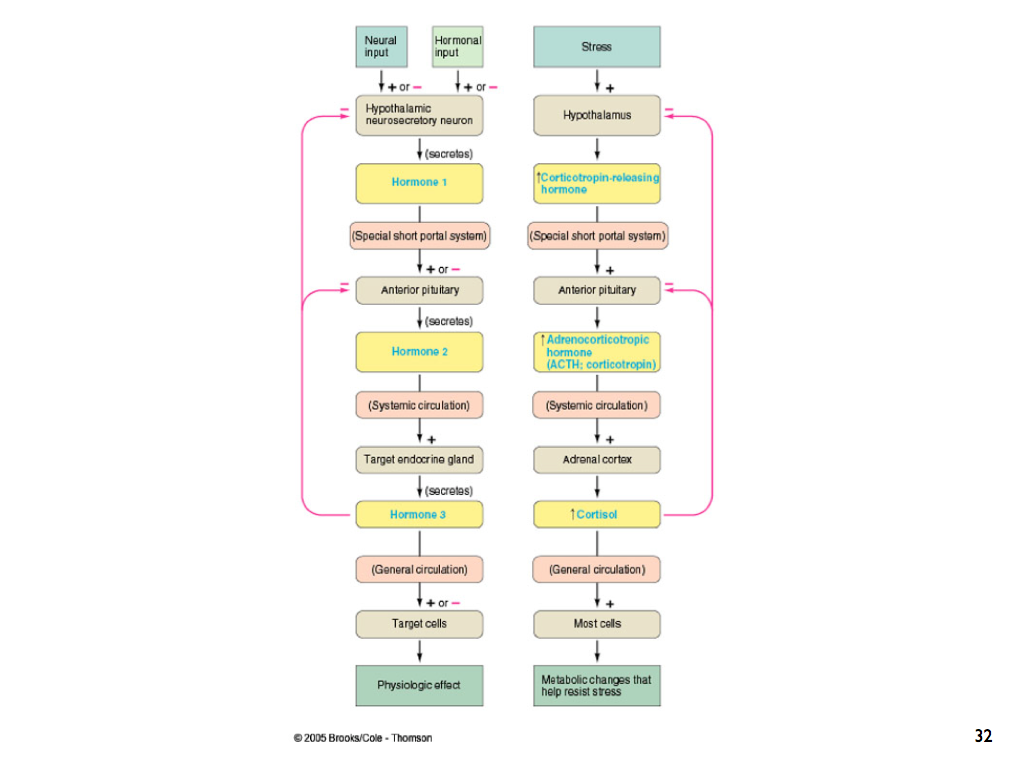 Neural
input
Hormonal
input
+ or –
+ or –
–
Hypothalamic
neurosecretory neuron
(secretes)
Hormone 1
(Special short portal system)
+ or –
–
Anterior pituitary
(secretes)
Hormone 2
(Systemic circulation)
+
Target endocrine gland
(secretes)
Hormone 3
(General circulation)
+ or –
Target cells
Physiologic effect
Stress
+
–
Hypothalamus
↑Corticotropin-releasing
hormone
(Special short portal system)
+
–
Anterior pituitary
↑Adrenocorticotropic
hormone
(ACTH; corticotropin)
(Systemic circulation)
+
Adrenal cortex
↑Cortisol
(General circulation)
+
Most cells
Metabolic changes that
help resist stress
© 2005 Brooks/Cole - Thomson
32